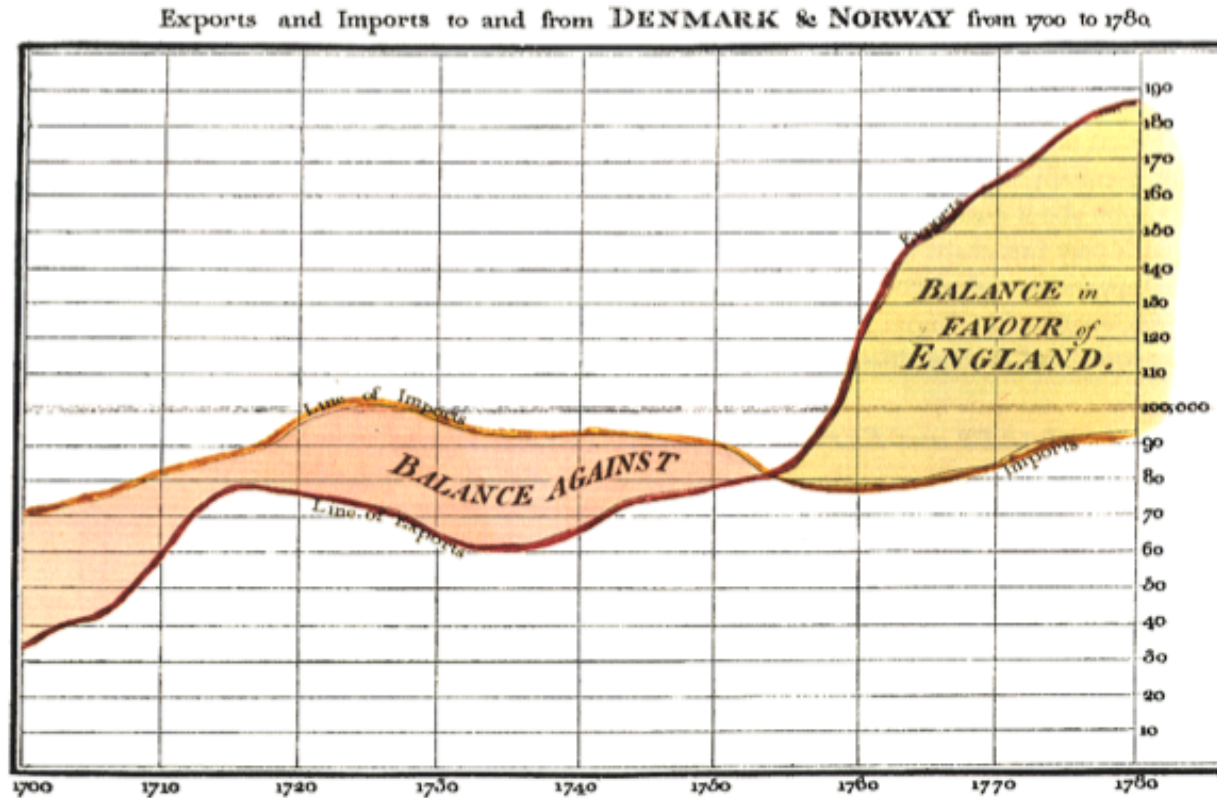 Exports and Imports to and from DENMARK & NORWAY from 1700 to 1780
190
180
170
160
150
140
130
120
110
100,000
90
80
70
60
50
40
30
20
10
Exports
BALANCE in
FAVOUR of
ENGLAND.
Line of Imports
BALANCE AGAINST
Imports
Line of Exports
1700 1710 1720 1730 1740 1750 1760 1770 1780